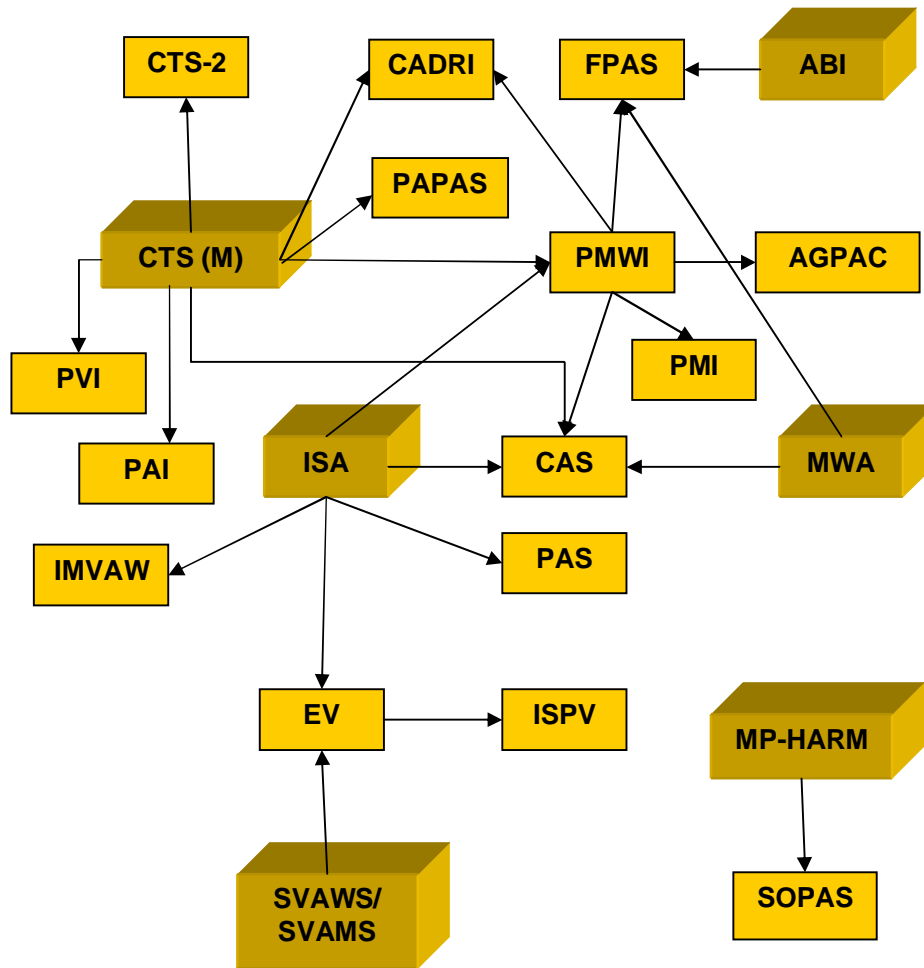 CTS-2
CADRI
FPAS
ABI
PAPAS
CTS (M)
PMWI
AGPAC
PVI
PMI
PAI
ISA
CAS
MWA
IMVAW
PAS
EV
ISPV
MP-HARM
SVAWS/
SVAMS
SOPAS